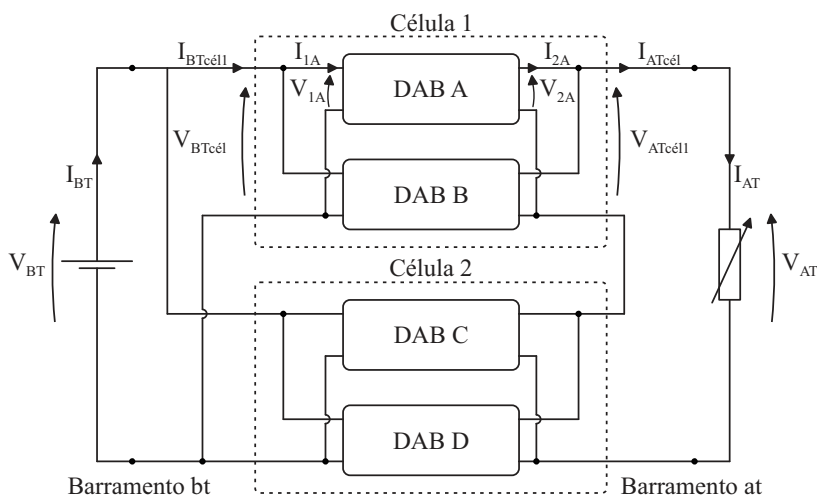 Célula 1
I_BTcél1
I_1A
I_2A
I_ATcél
DAB A
V_1A
V_2A
V_BTcél
V_ATcél1
I_BT
I_AT
DAB B
V_BT
V_AT
Célula 2
DAB C
DAB D
Barramento bt
Barramento at